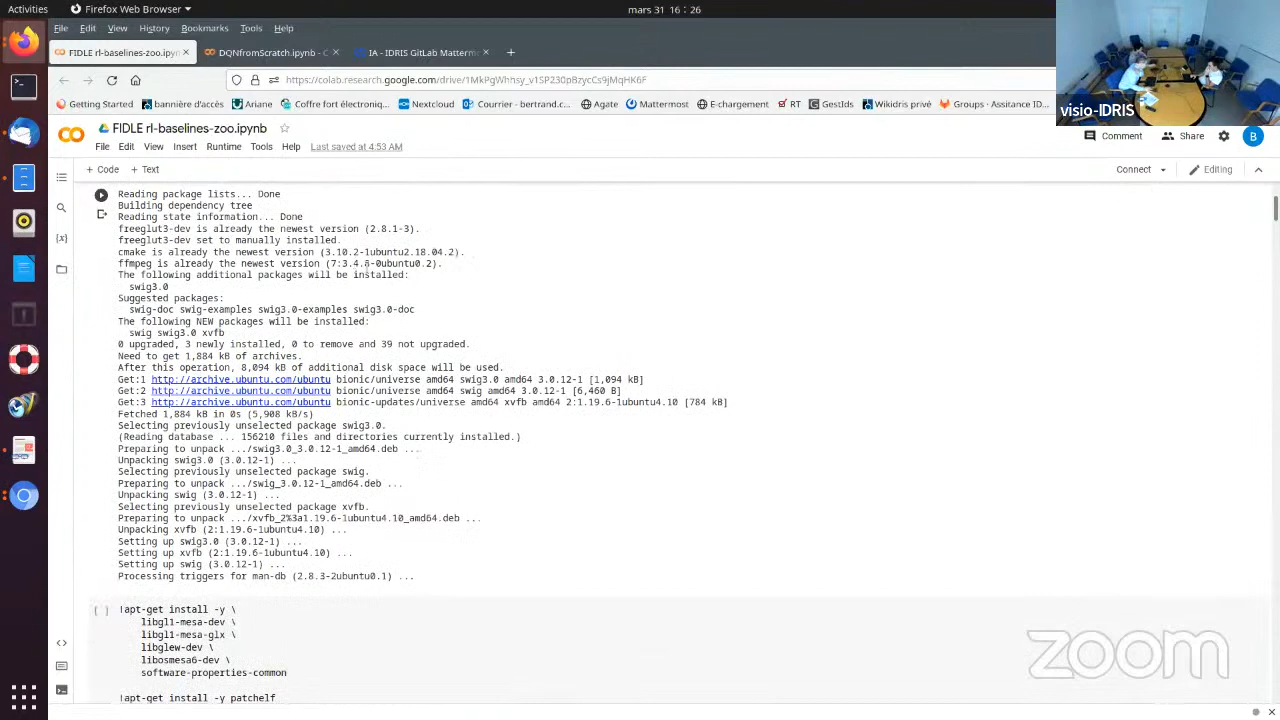 Activities
Firefox Web Browser
mars 31 16 : 26
File Edit View History Bookmarks Tools Help
FIDLE rl-baselines-zoo.ipynb
DQNfromScratch.ipynb - C
IA - IDRIS GitLab Mattermo
https://colab.research.google.com/drive/1MkPgWhhsy_v1SPZ30pBzycCs9jMqHK6F
Getting Started bannière d'accès Ariane Coffre fort électroniq… Nextcloud Courrier - bertrand.c… Agate Mattermost E-chargement RT GestIds Wikidris privé Groups - Assitance ID…
visio-IDRIS
FIDLE rl-baselines-zoo.ipynb
Comment Share B
File Edit View Insert Runtime Tools Help Last saved at 4:53 AM
+ Code + Text
Connect
Editing
Reading package lists... Done
Building dependency tree
Reading state information... Done
freeglut3-dev is already the newest version (2.8.1-3).
freeglut3-dev set to manually installed.
cmake is already the newest version (3.10.2-1ubuntu2.18.04.2).
ffmpeg is already the newest version (7:3.4.8-0ubuntu0.2).
The following additional packages will be installed:
swig3.0
Suggested packages:
swig-doc swig-examples swig3.0-examples swig3.0-doc
The following NEW packages will be installed:
swig swig3.0 xvfb
0 upgraded, 3 newly installed, 0 to remove and 39 not upgraded.
Need to get 1,884 kB of archives.
After this operation, 8,094 kB of additional disk space will be used.
Get:1 http://archive.ubuntu.com/ubuntu bionic/universe amd64 swig3.0 amd64 3.0.12-1 [1,094 kB]
Get:2 http://archive.ubuntu.com/ubuntu bionic/universe amd64 swig amd64 3.0.12-1 [6,460 B]
Get:3 http://archive.ubuntu.com/ubuntu bionic-updates/universe amd64 xvfb amd64 2:1.19.6-1ubuntu4.10 [784 kB]
Fetched 1,884 kB in 0s (5,908 kB/s)
Selecting previously unselected package swig3.0.
(Reading database ... 156210 files and directories currently installed.)
Preparing to unpack .../swig3.0_3.0.12-1_amd64.deb ...
Unpacking swig3.0 (3.0.12-1) ...
Selecting previously unselected package swig.
Preparing to unpack .../swig_3.0.12-1_amd64.deb ...
Unpacking swig (3.0.12-1) ...
Selecting previously unselected package xvfb.
Preparing to unpack .../xvfb_2%3a1.19.6-1ubuntu4.10_amd64.deb ...
Unpacking xvfb (2:1.19.6-1ubuntu4.10) ...
Setting up swig3.0 (3.0.12-1) ...
Setting up xvfb (2:1.19.6-1ubuntu4.10) ...
Setting up swig (3.0.12-1) ...
Processing triggers for man-db (2.8.3-2ubuntu0.1) ...
[ ] !apt-get install -y \
libgl1-mesa-dev \
libgl1-mesa-glx \
libglew-dev \
libosmesa6-dev \
software-properties-common
!apt-get install -y patchelf
zoom